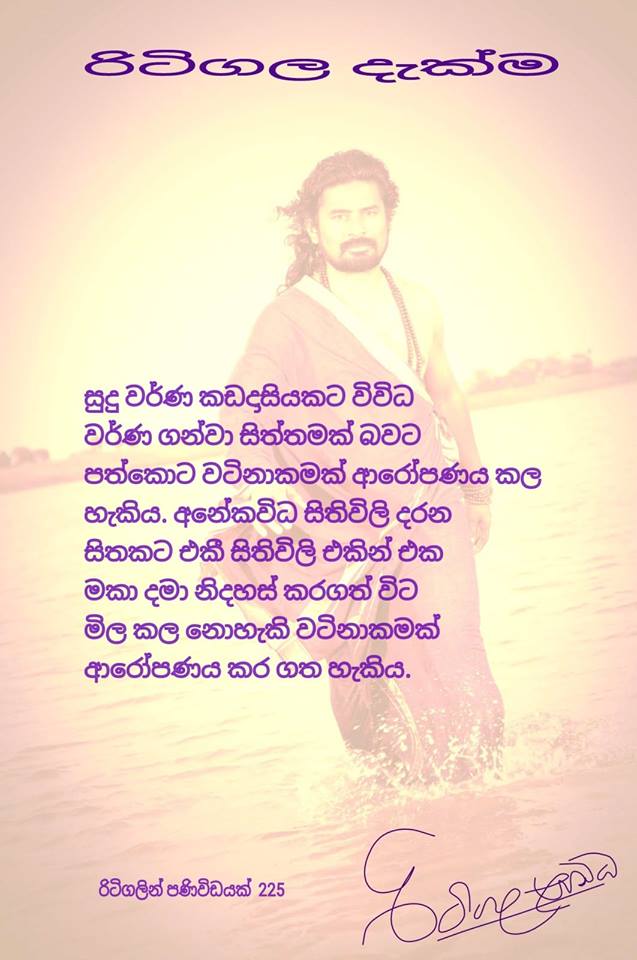 රිටිගල දැක්ම
සුදු වර්ණ කඩදාසියකට විවිධ
වර්ණ ගන්වා සිත්තමක් බවට
පත්කොට වටිනාකමක් ආරෝපණය කල
හැකිය. අනේකවිධ සිතිවිලි දරන
සිතකට එකී සිතිවිලි එකින් එක
මකා දමා නිදහස් කරගත් විට
මිල කල නොහැකි වටිනාකමක්
ආරෝපණය කර ගත හැකිය.
රිටිගලින් පණිවිඩයක් 225
රිටිගල